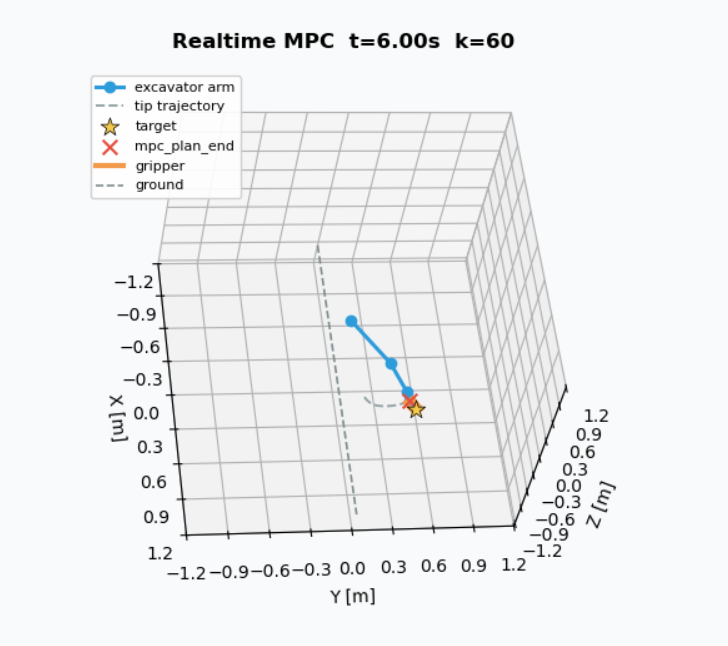 Realtime MPC  t=6.00s  k=60
excavator arm
tip trajectory
target
mpc_plan_end
gripper
ground
−1.2
−0.9
−0.6
−0.3
0.0
0.3
0.6
0.9
1.2
X [m]
−1.2 −0.9 −0.6 −0.3 0.0 0.3 0.6 0.9 1.2
Y [m]
1.2
0.9
0.6
0.3
0.0
−0.3
−0.6
−0.9
−1.2
Z [m]